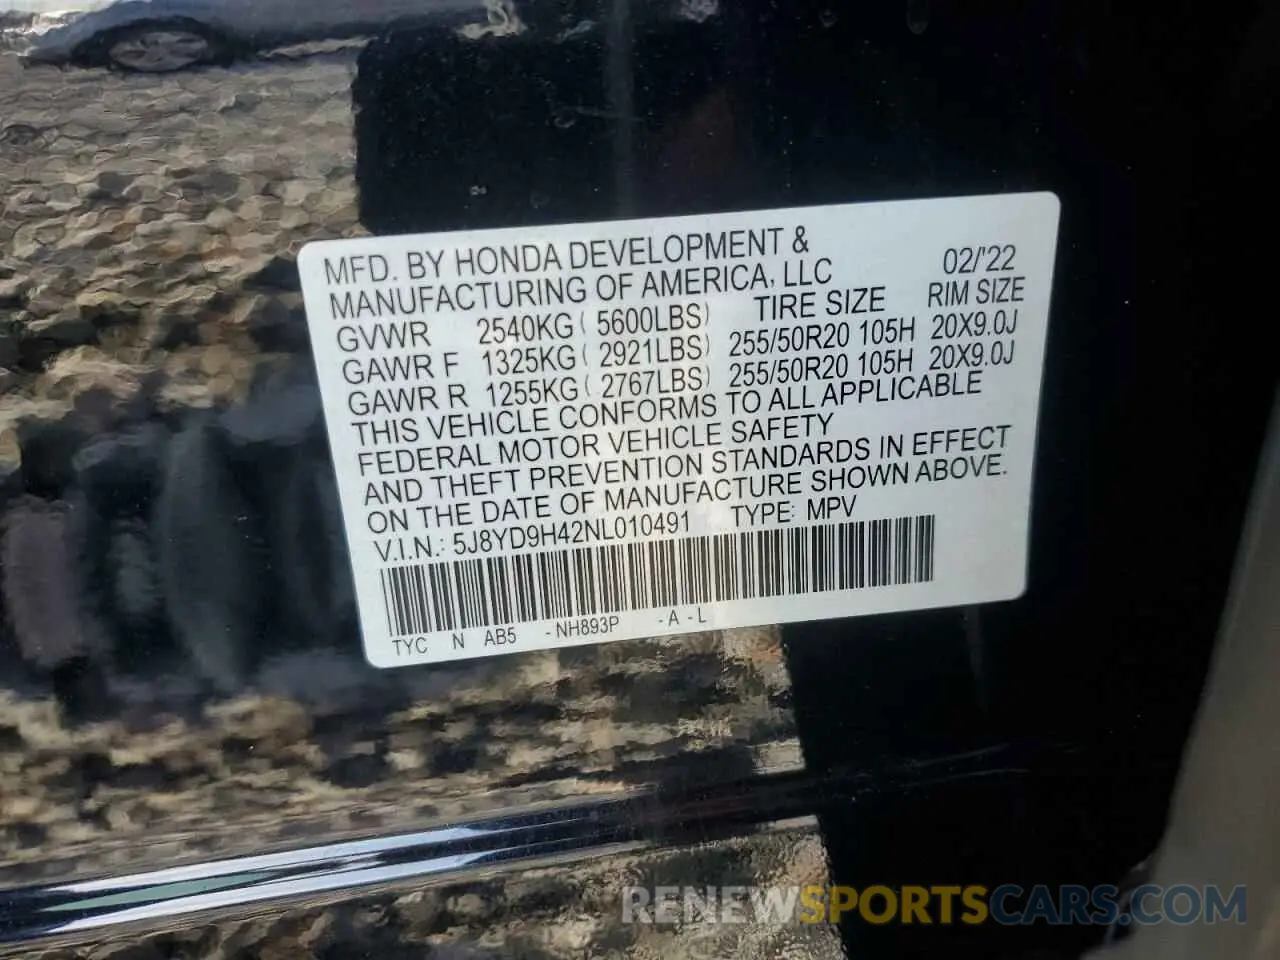 MFD. BY HONDA DEVELOPMENT &
MANUFACTURING OF AMERICA, LLC 02/'22
GVWR 2540KG ( 5600LBS) TIRE SIZE RIM SIZE
GAWR F 1325KG ( 2921LBS) 255/50R20 105H 20X9.0J
GAWR R 1255KG ( 2767LBS) 255/50R20 105H 20X9.0J
THIS VEHICLE CONFORMS TO ALL APPLICABLE
FEDERAL MOTOR VEHICLE SAFETY
AND THEFT PREVENTION STANDARDS IN EFFECT
ON THE DATE OF MANUFACTURE SHOWN ABOVE.
V.I.N.: 5J8YD9H42NL010491 TYPE: MPV
TYC N AB5 -NH893P -A-L
RENEWSPORTSCARS.COM